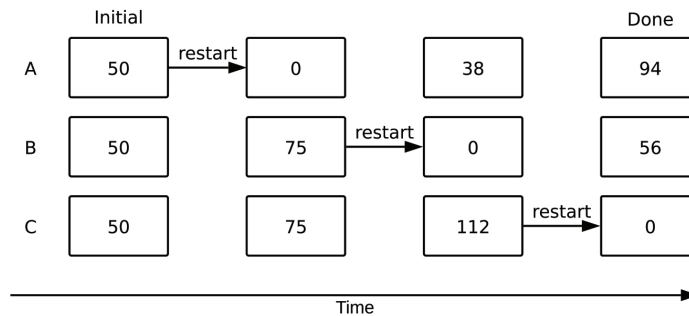 Initial Done
A 50 restart 0 38 94
B 50 75 restart 0 56
C 50 75 112 restart 0
Time